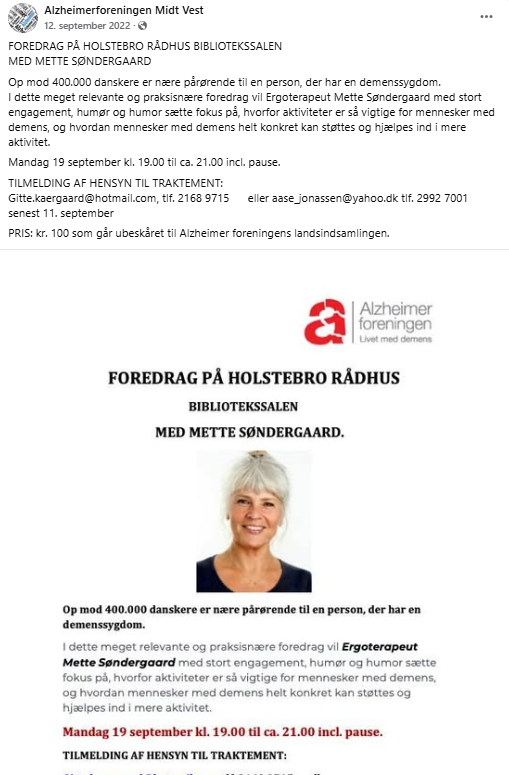 Alzheimerforeningen Midt Vest
12. september 2022 ·
FOREDRAG PÅ HOLSTEBRO RÅDHUS BIBLIOTEKSSALEN
MED METTE SØNDERGAARD
Op mod 400.000 danskere er nære pårørende til en person, der har en demenssygdom.
I dette meget relevante og praksisnære foredrag vil Ergoterapeut Mette Søndergaard med stort
engagement, humør og humor sætte fokus på, hvorfor aktiviteter er så vigtige for mennesker med
demens, og hvordan mennesker med demens helt konkret kan støttes og hjælpes ind i mere
aktivitet.
Mandag 19 september kl. 19.00 til ca. 21.00 incl. pause.
TILMELDING AF HENSYN TIL TRAKTEMENT:
Gitte.kaergaard@hotmail.com, tlf. 2168 9715 eller aase_jonassen@yahoo.dk tlf. 2992 7001
senest 11. september
PRIS: kr. 100 som går ubeskåret til Alzheimer foreningens landsindsamlingen.
Alzheimer
foreningen
Livet med demens
FOREDRAG PÅ HOLSTEBRO RÅDHUS
BIBLIOTEKSSALEN
MED METTE SØNDERGAARD.
Op mod 400.000 danskere er nære pårørende til en person, der har en
demenssygdom.
I dette meget relevante og praksisnære foredrag vil Ergoterapeut
Mette Søndergaard med stort engagement, humør og humor sætte
fokus på, hvorfor aktiviteter er så vigtige for mennesker med demens,
og hvordan mennesker med demens helt konkret kan støttes og
hjælpes ind i mere aktivitet.
Mandag 19 september kl. 19.00 til ca. 21.00 incl. pause.
TILMELDING AF HENSYN TIL TRAKTEMENT: